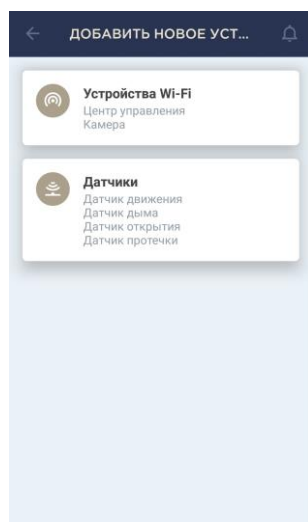 ДОБАВИТЬ НОВОЕ УСТ...
Устройства Wi-Fi
Центр управления
Камера
Датчики
Датчик движения
Датчик дыма
Датчик открытия
Датчик протечки